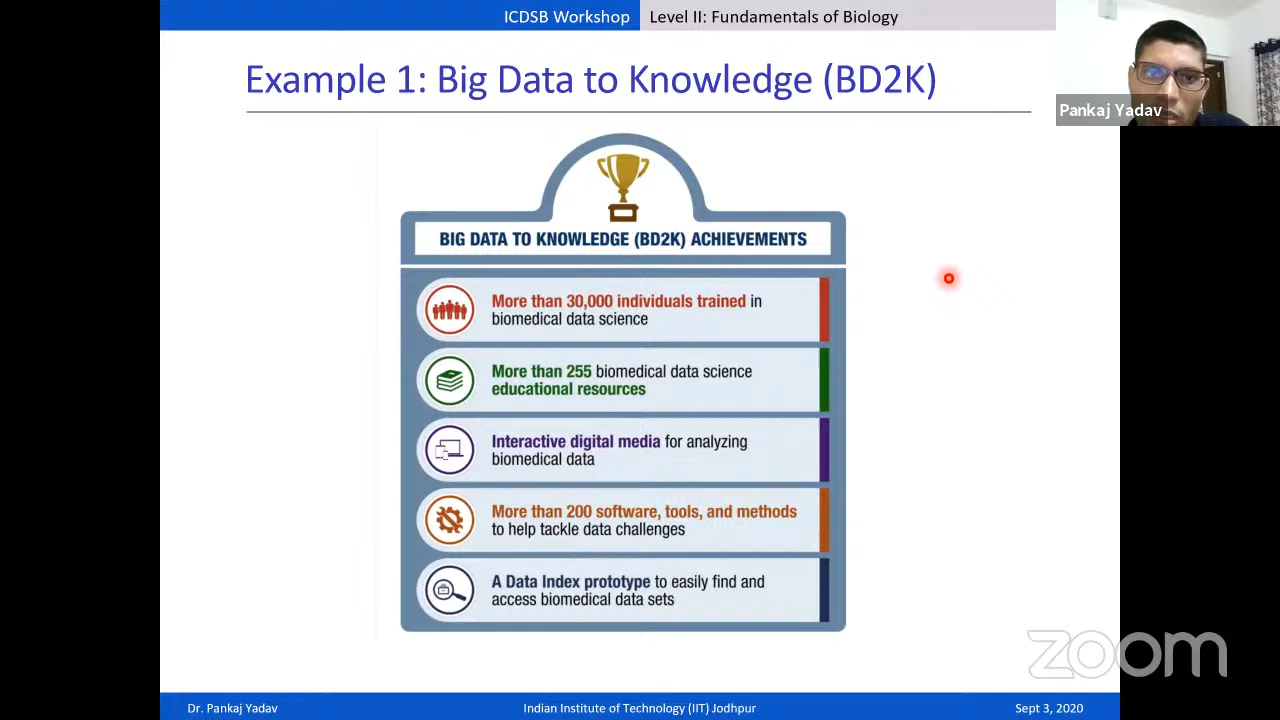 ICDSB Workshop
Level II: Fundamentals of Biology
Example 1: Big Data to Knowledge (BD2K)
Pankaj Yadav
BIG DATA TO KNOWLEDGE (BD2K) ACHIEVEMENTS
More than 30,000 individuals trained in
biomedical data science
More than 255 biomedical data science
educational resources
Interactive digital media for analyzing
biomedical data
More than 200 software, tools, and methods
to help tackle data challenges
A Data Index prototype to easily find and
access biomedical data sets
zoom
Dr. Pankaj Yadav
Indian Institute of Technology (IIT) Jodhpur
Sept 3, 2020